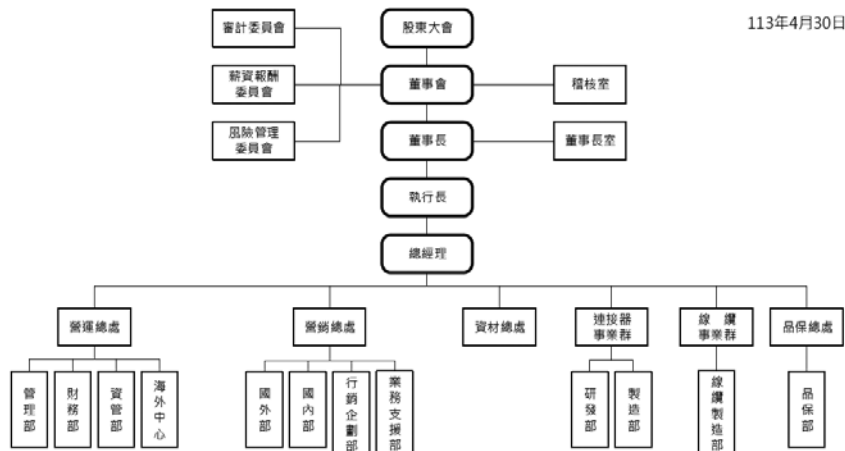 113年4月30日
審計委員會
股東大會
薪資報酬
委員會
董事會
稽核室
風險管理
委員會
董事長
董事長室
執行長
總經理
營運總處
營銷總處
資材總處
連接器
事業群
線 纜
事業群
品保總處
管理部
財務部
資管部
海外中心
國外部
國內部
行銷企劃部
業務支援部
研發部
製造部
線纜製造部
品保部